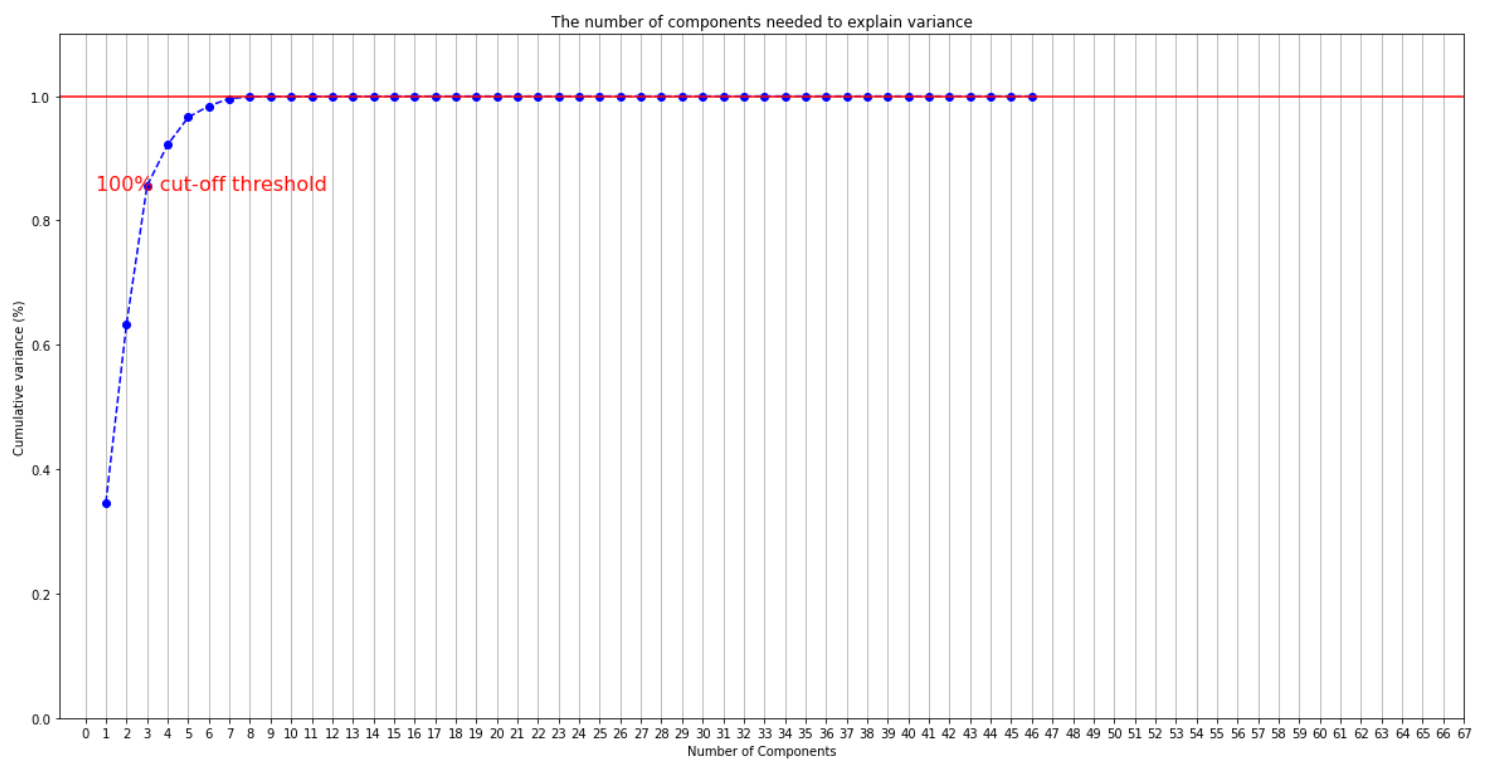 The number of components needed to explain variance
1.0
100% cut-off threshold
0.8
0.6
0.4
0.2
0.0
Cumulative variance (%)
0 1 2 3 4 5 6 7 8 9 10 11 12 13 14 15 16 17 18 19 20 21 22 23 24 25 26 27 28 29 30 31 32 33 34 35 36 37 38 39 40 41 42 43 44 45 46 47 48 49 50 51 52 53 54 55 56 57 58 59 60 61 62 63 64 65 66 67
Number of Components